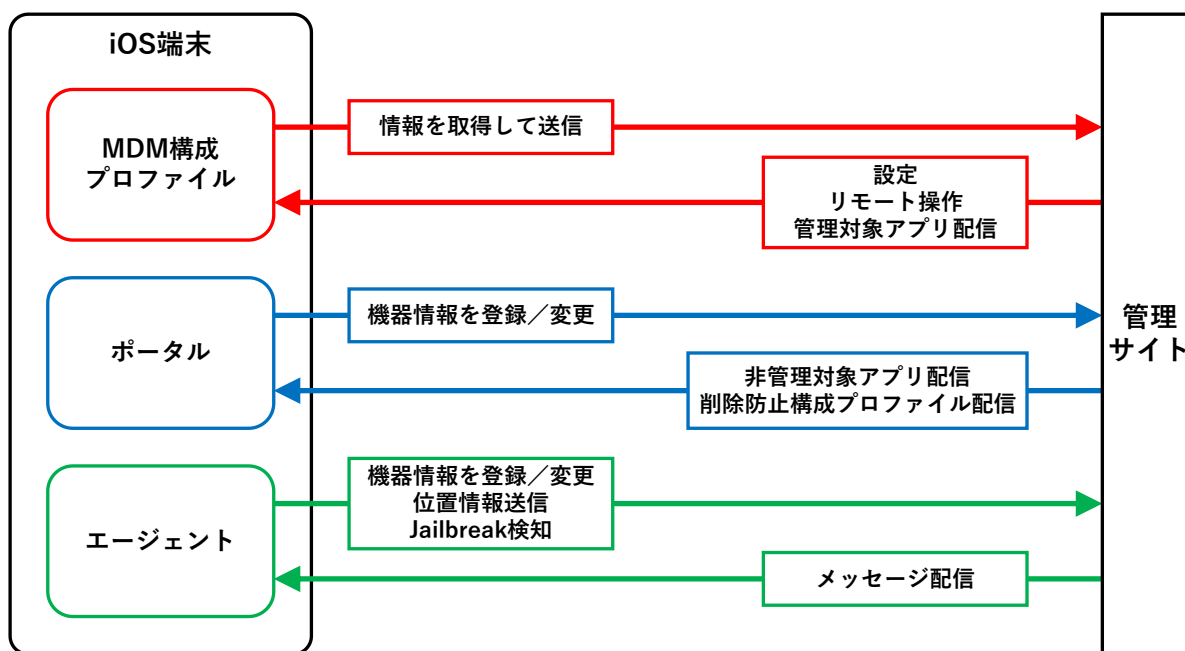 iOS端末
MDM構成
プロファイル
情報を取得して送信
設定
リモート操作
管理対象アプリ配信
ポータル
機器情報を登録／変更
非管理対象アプリ配信
削除防止構成プロファイル配信
エージェント
機器情報を登録／変更
位置情報送信
Jailbreak検知
メッセージ配信
管理
サイト